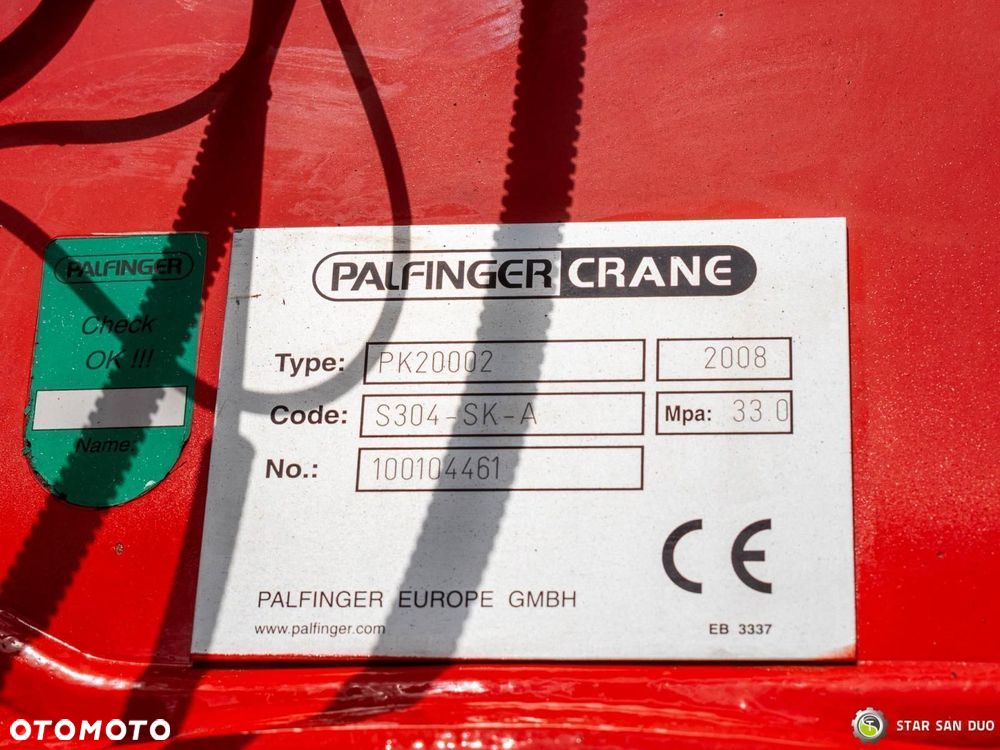 PALFINGER
Check
OK !!!
Name:
PALFINGER CRANE
Type: PK20002 2008
Code: S304-SK-A Mpa: 33.0
No.: 100104461
PALFINGER EUROPE GMBH
www.palfinger.com
EB 3337
CE
OTOMOTO
STAR SAN DUO